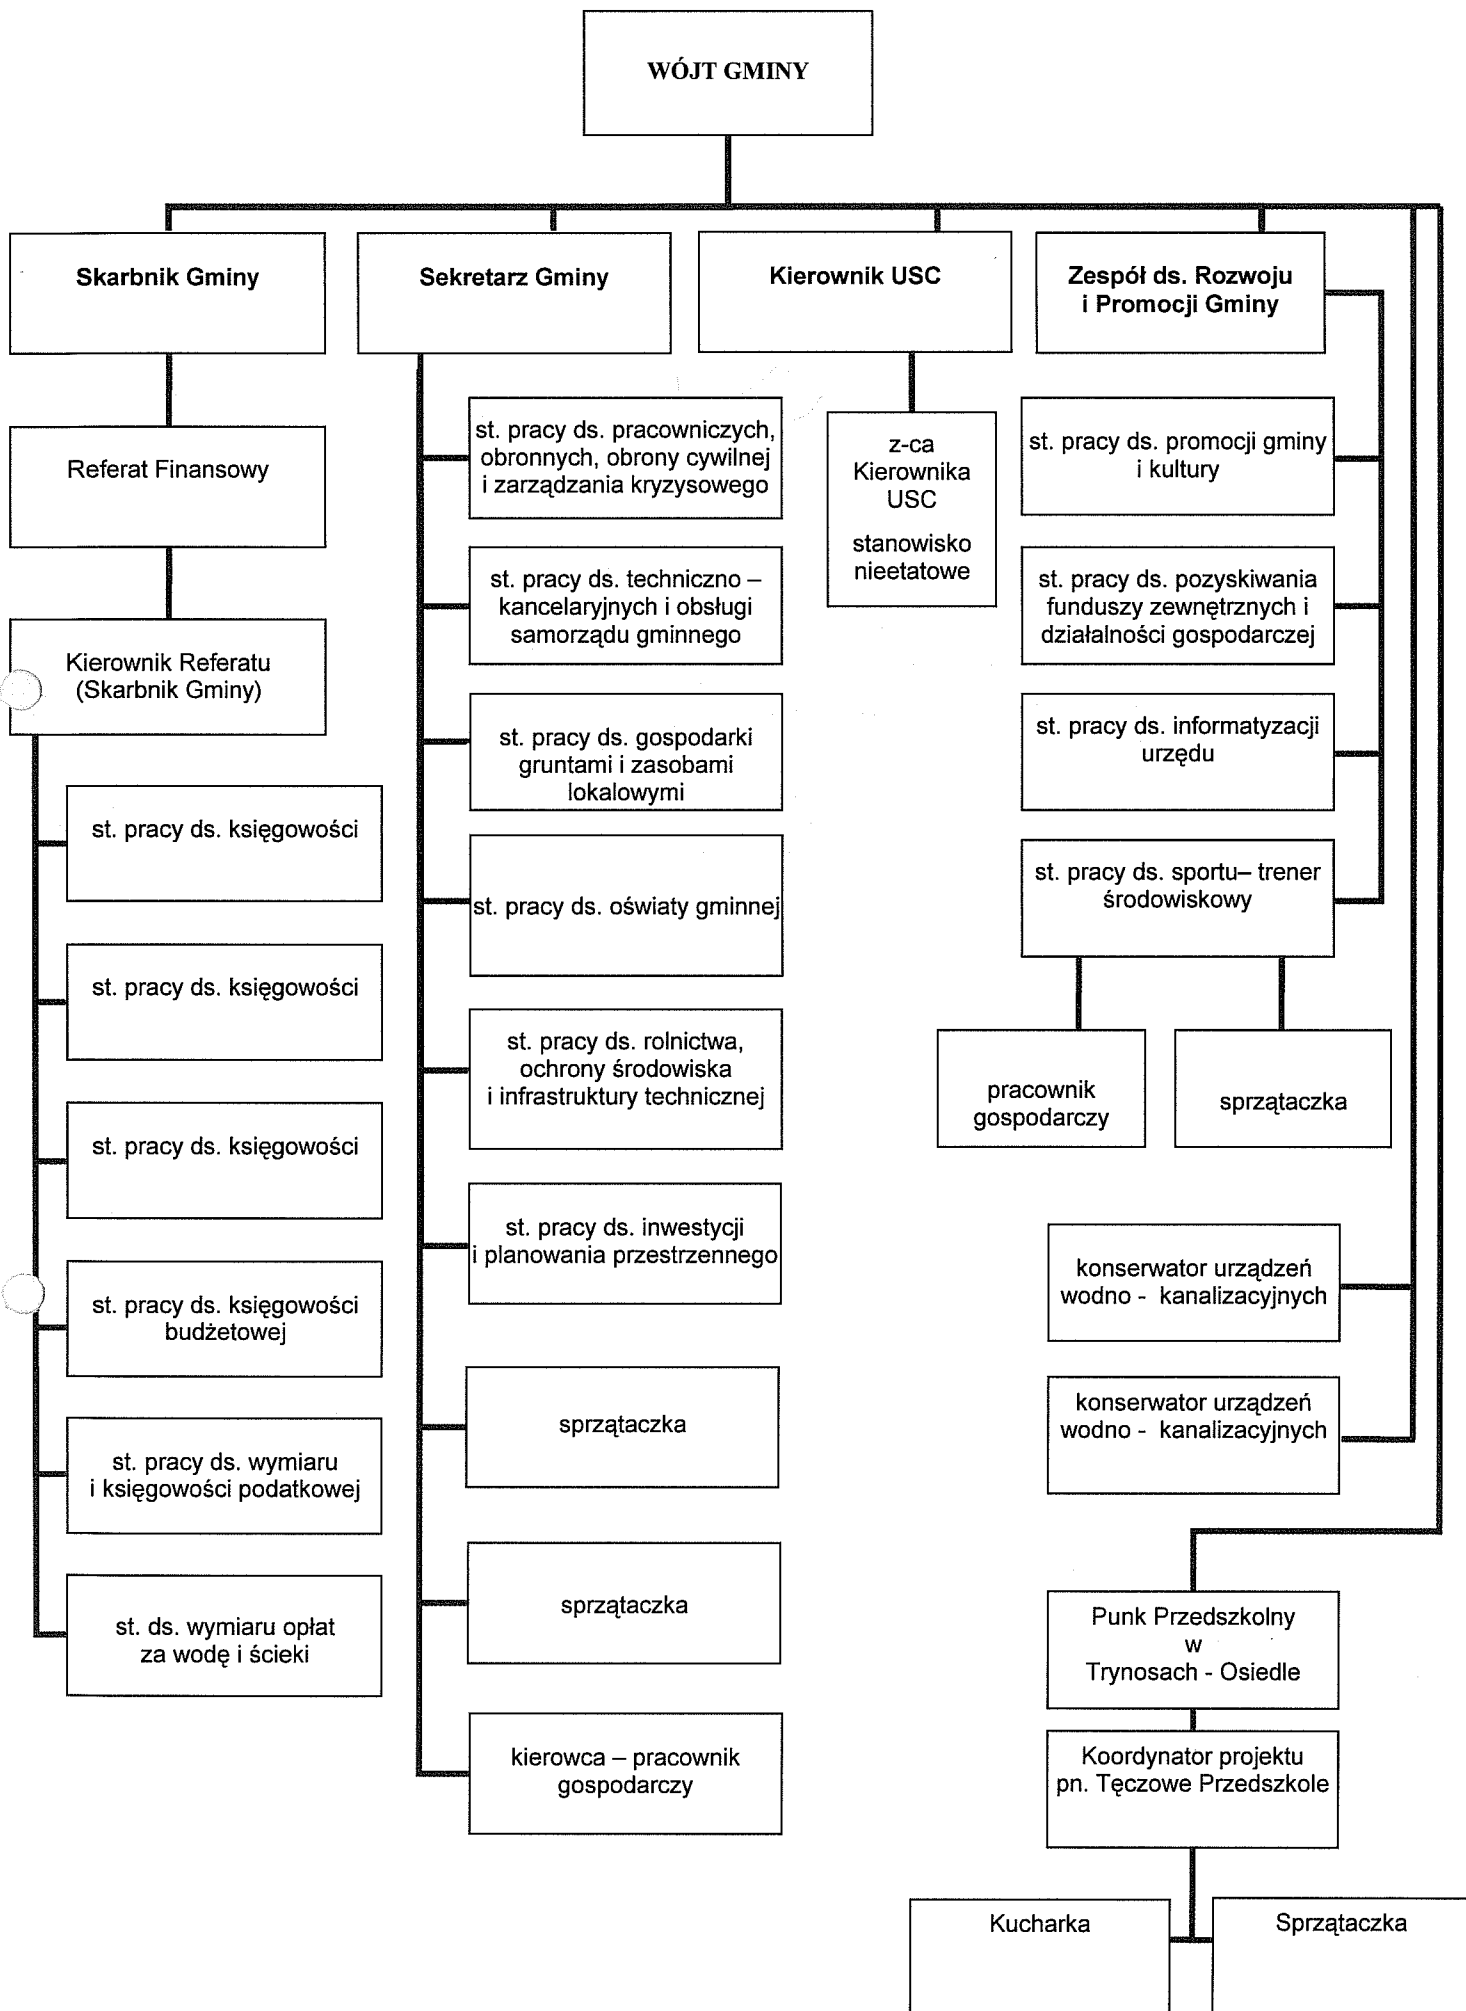 WÓJT GMINY
Skarbnik Gminy
Referat Finansowy
Kierownik Referatu
(Skarbnik Gminy)
st. pracy ds. księgowości
st. pracy ds. księgowości
st. pracy ds. księgowości
st. pracy ds. księgowości
budżetowej
st. pracy ds. wymiaru
i księgowości podatkowej
st. ds. wymiaru opłat
za wodę i ścieki
Sekretarz Gminy
st. pracy ds. pracowniczych,
obronnych, obrony cywilnej
i zarządzania kryzysowego
st. pracy ds. techniczno –
kancelaryjnych i obsługi
samorządu gminnego
st. pracy ds. gospodarki
gruntami i zasobami
lokalowymi
st. pracy ds. oświaty gminnej
st. pracy ds. rolnictwa,
ochrony środowiska
i infrastruktury technicznej
st. pracy ds. inwestycji
i planowania przestrzennego
sprzątaczka
sprzątaczka
kierowca – pracownik
gospodarczy
Kierownik USC
z-ca
Kierownika
USC
stanowisko
nieetatowe
Zespół ds. Rozwoju
i Promocji Gminy
st. pracy ds. promocji gminy
i kultury
st. pracy ds. pozyskiwania
funduszy zewnętrznych i
działalności gospodarczej
st. pracy ds. informatyzacji
urzędu
st. pracy ds. sportu– trener
środowiskowy
pracownik
gospodarczy
sprzątaczka
konserwator urządzeń
wodno - kanalizacyjnych
konserwator urządzeń
wodno - kanalizacyjnych
Punk Przedszkolny
w
Trynosach - Osiedle
Koordynator projektu
pn. Tęczowe Przedszkole
Kucharka
Sprzątaczka